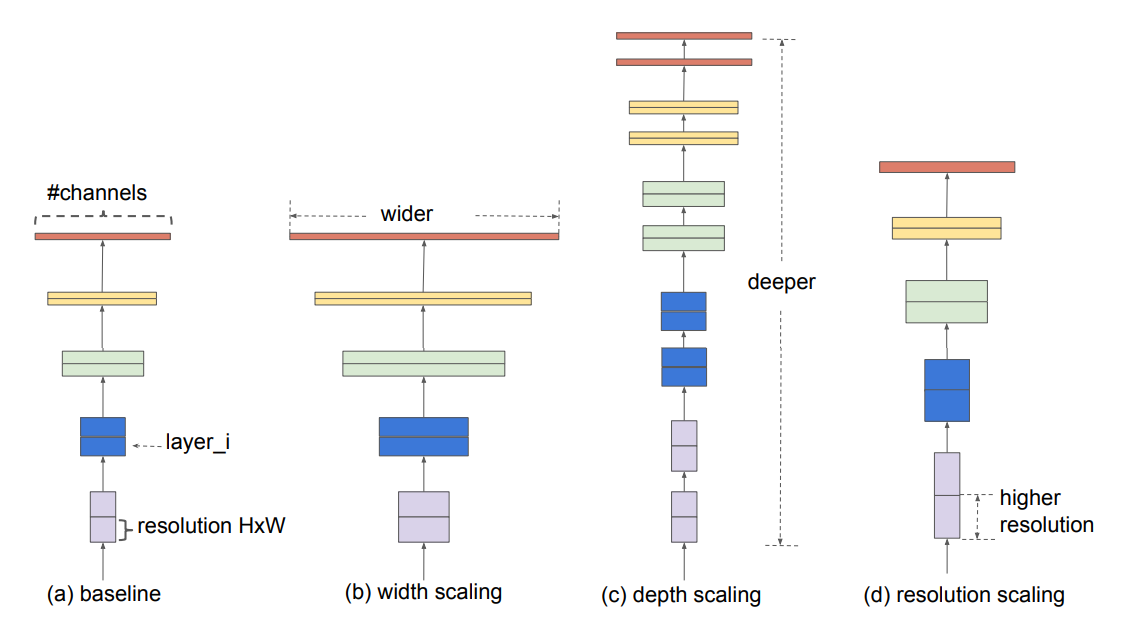 #channels
layer_i
resolution HxW
(a) baseline
wider
(b) width scaling
deeper
(c) depth scaling
higher
resolution
(d) resolution scaling